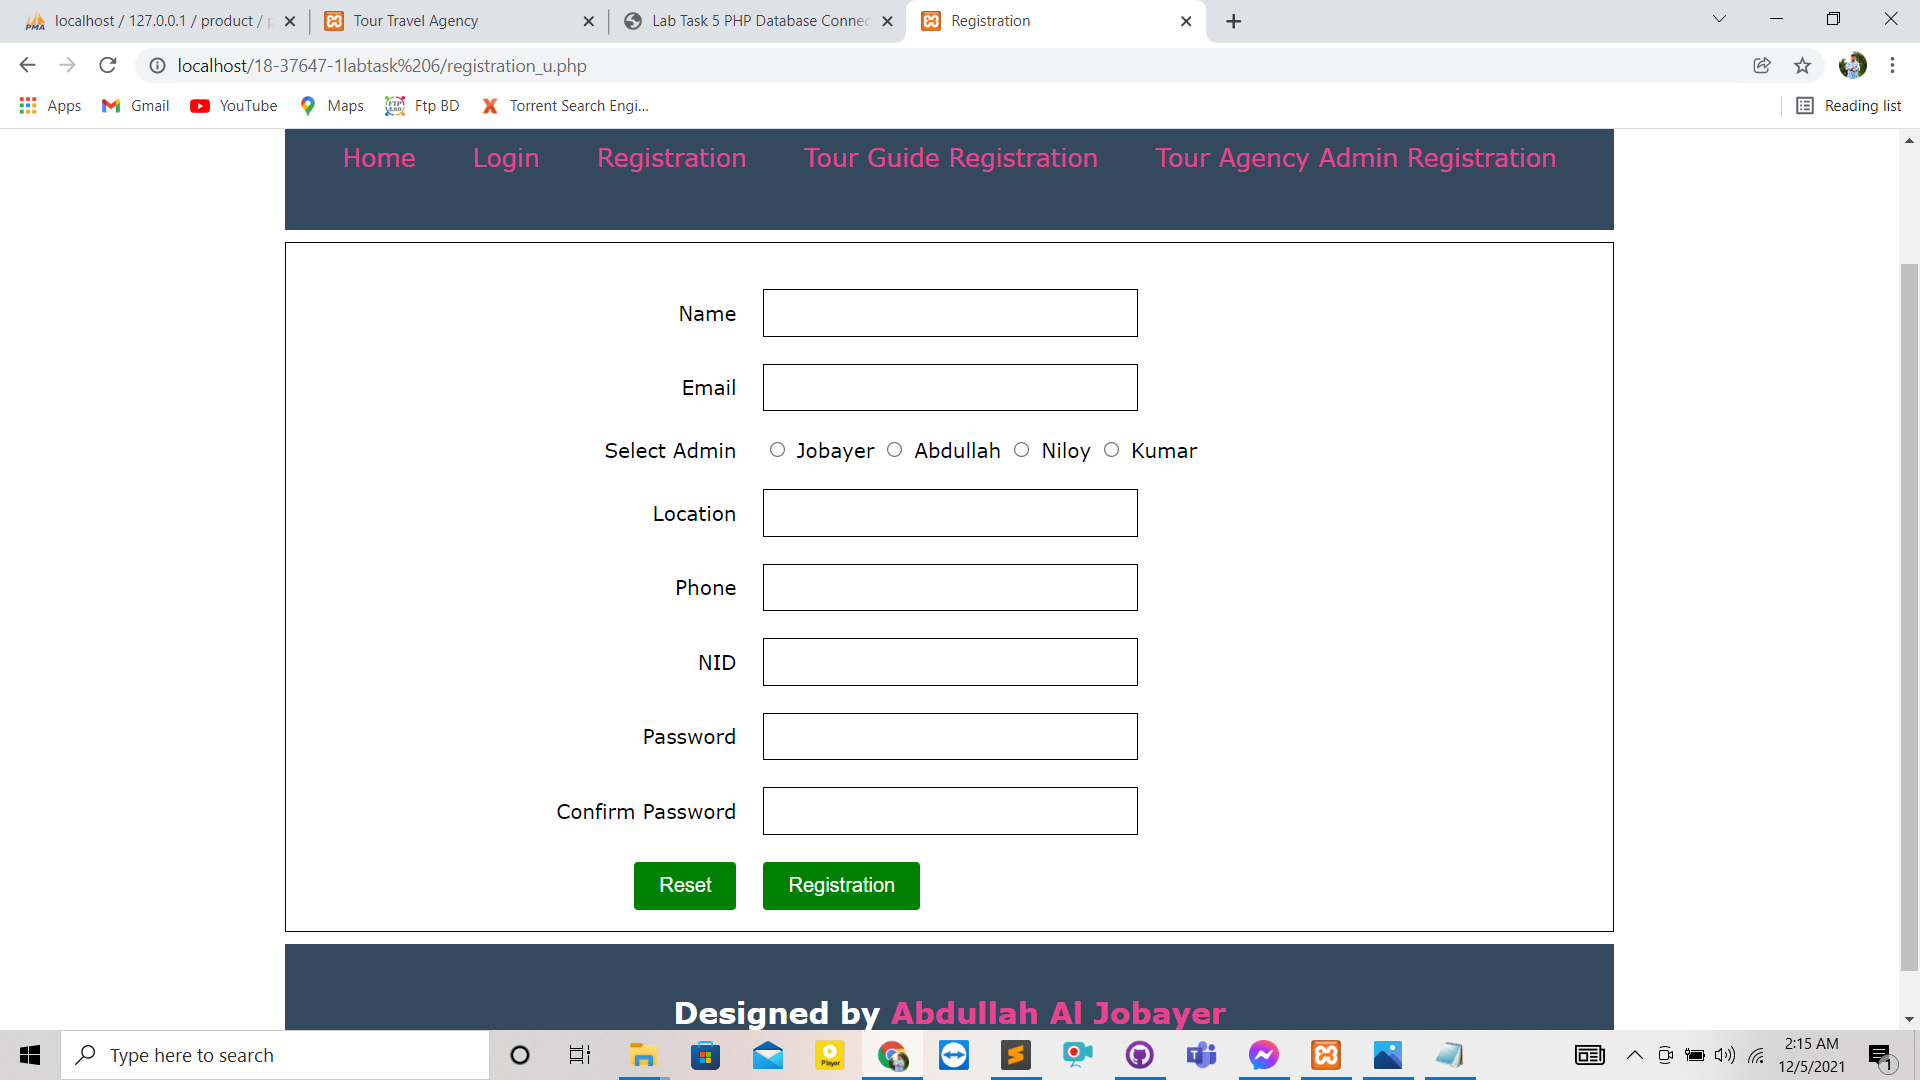 localhost / 127.0.0.1 / product / p
Tour Travel Agency
Lab Task 5 PHP Database Connec
Registration
localhost/18-37647-1labtask%206/registration_u.php
Apps
Gmail
YouTube
Maps
Ftp BD
Torrent Search Engi...
Reading list
Home Login Registration Tour Guide Registration Tour Agency Admin Registration
Name
Email
Select Admin Jobayer Abdullah Niloy Kumar
Location
Phone
NID
Password
Confirm Password
Reset Registration
Designed by Abdullah Al Jobayer
Type here to search
Player
2:15 AM
12/5/2021
1